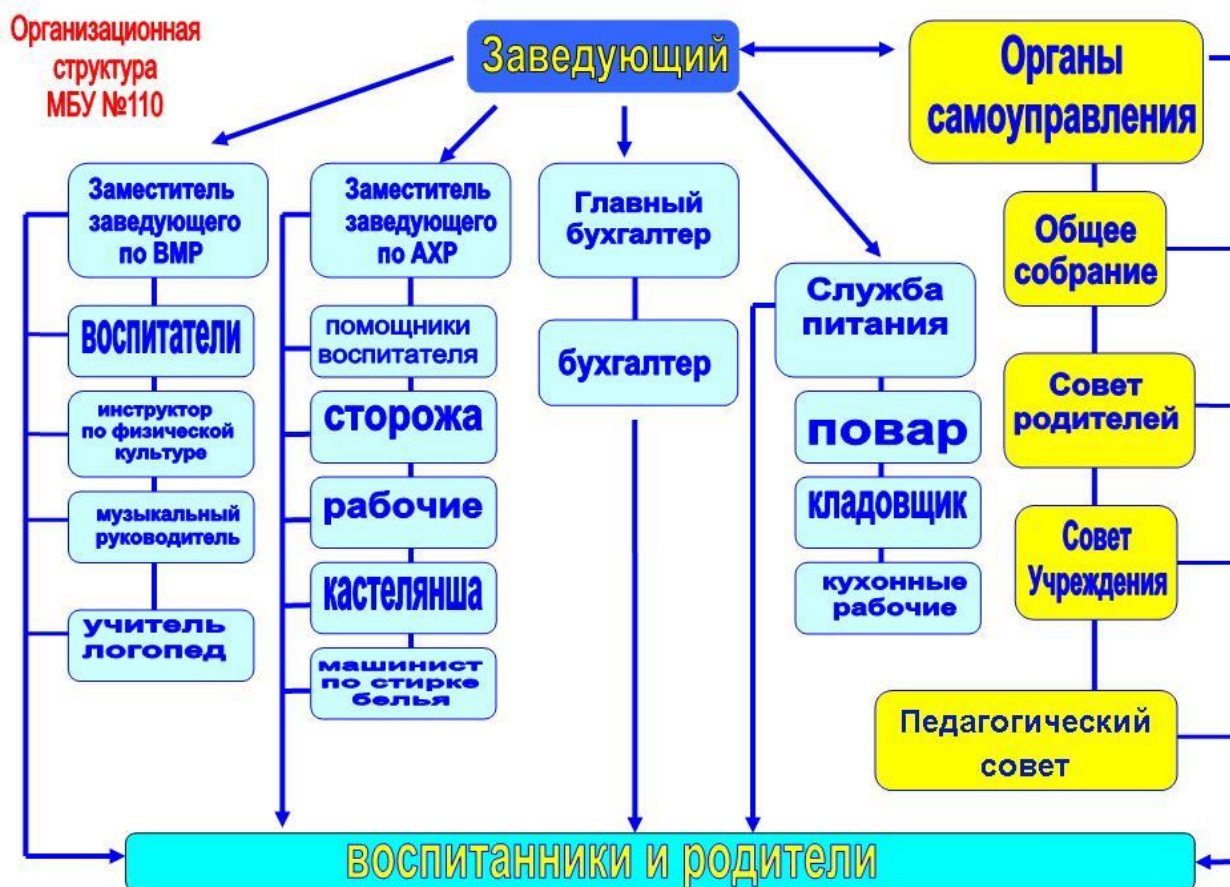 Организационная
структура
МБУ №110
Заведующий
Органы
самоуправления
Заместитель
заведующего
по ВМР
воспитатели
инструктор
по физической
культуре
музыкальный
руководитель
учитель
логопед
Заместитель
заведующего
по АХР
помощники
воспитателя
сторожа
рабочие
кастелянша
машинист
по стирке
белья
Главный
бухгалтер
бухгалтер
Служба
питания
повар
кладовщик
кухонные
рабочие
Общее
собрание
Совет
родителей
Совет
Учреждения
Педагогический
совет
воспитанники и родители